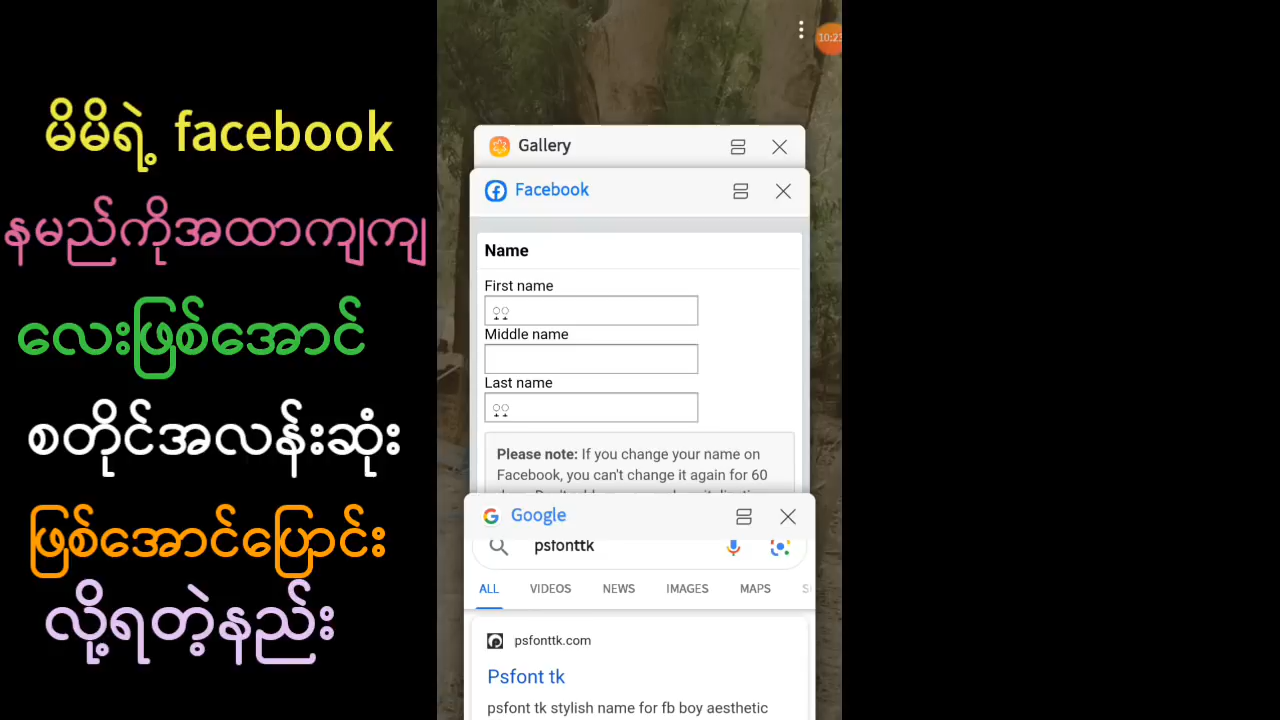 မိမိရဲ့ facebook
နမည်ကိုအထာကျကျ
လေးဖြစ်အောင်
စတိုင်အလန်းဆုံး
ဖြစ်အောင်ပြောင်း
လို့ရတဲ့နည်း
10:23
Gallery
Facebook
Name
First name
Middle name
Last name
Please note: If you change your name on
Facebook, you can't change it again for 60
Google
psfonttk
ALL VIDEOS NEWS IMAGES MAPS
psfonttk.com
Psfont tk
psfont tk stylish name for fb boy aesthetic